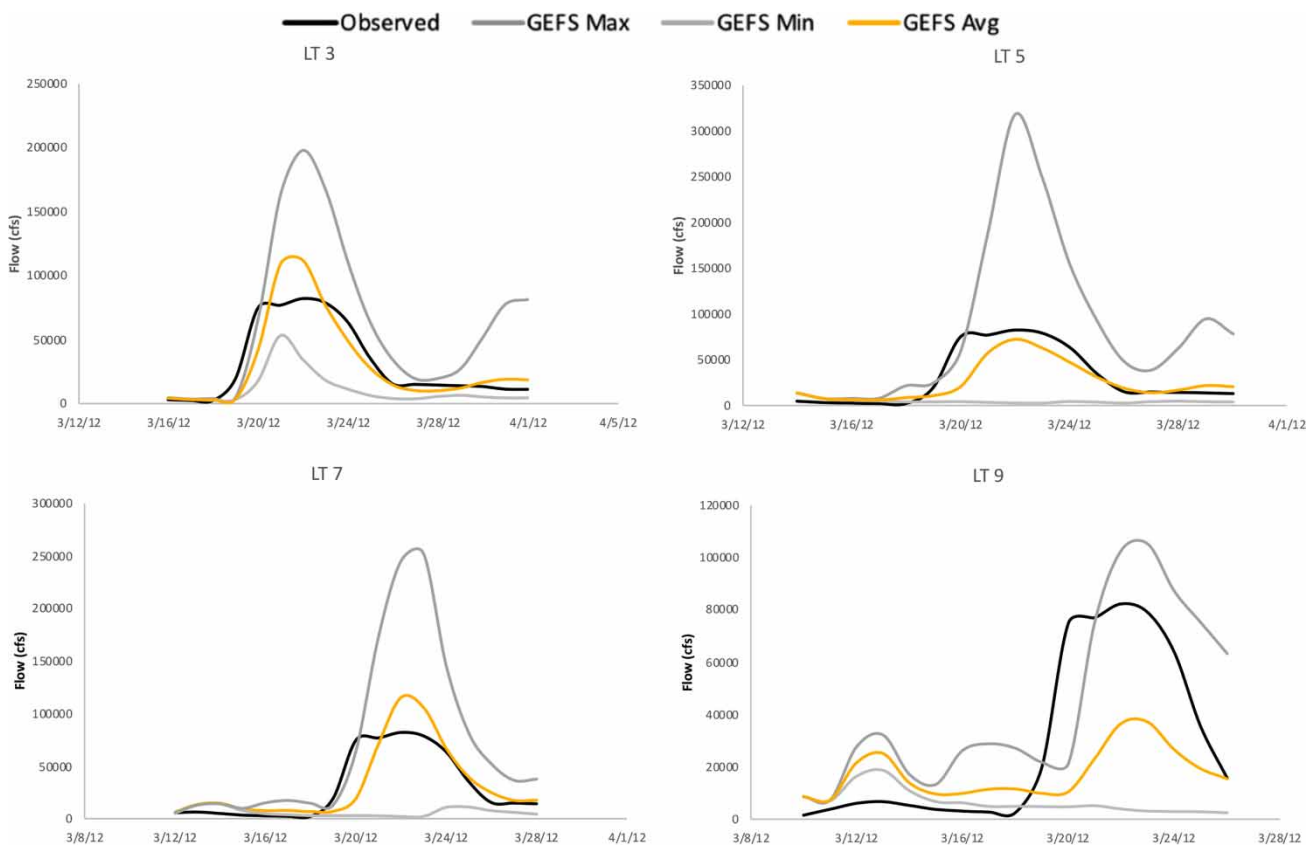 Observed GEFS Max GEFS Min GEFS Avg
LT 3
250000
200000
150000
100000
50000
0
Flow (cfs)
3/12/12 3/16/12 3/20/12 3/24/12 3/28/12 4/1/12 4/5/12
LT 5
350000
300000
250000
200000
150000
100000
50000
0
Flow (cfs)
3/12/12 3/16/12 3/20/12 3/24/12 3/28/12 4/1/12
LT 7
300000
250000
200000
150000
100000
50000
0
Flow (cfs)
3/8/12 3/12/12 3/16/12 3/20/12 3/24/12 3/28/12 4/1/12
LT 9
120000
100000
80000
60000
40000
20000
0
Flow (cfs)
3/8/12 3/12/12 3/16/12 3/20/12 3/24/12 3/28/12